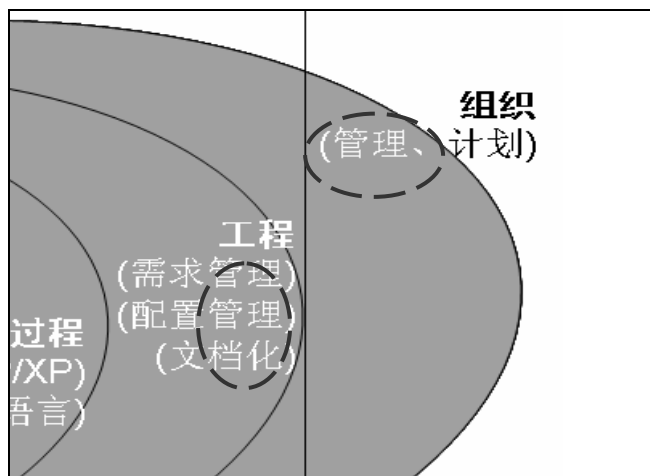 组织
(管理、计划)
工程
(需求管理)
(配置管理)
(文档化)
过程
/XP)
语言)